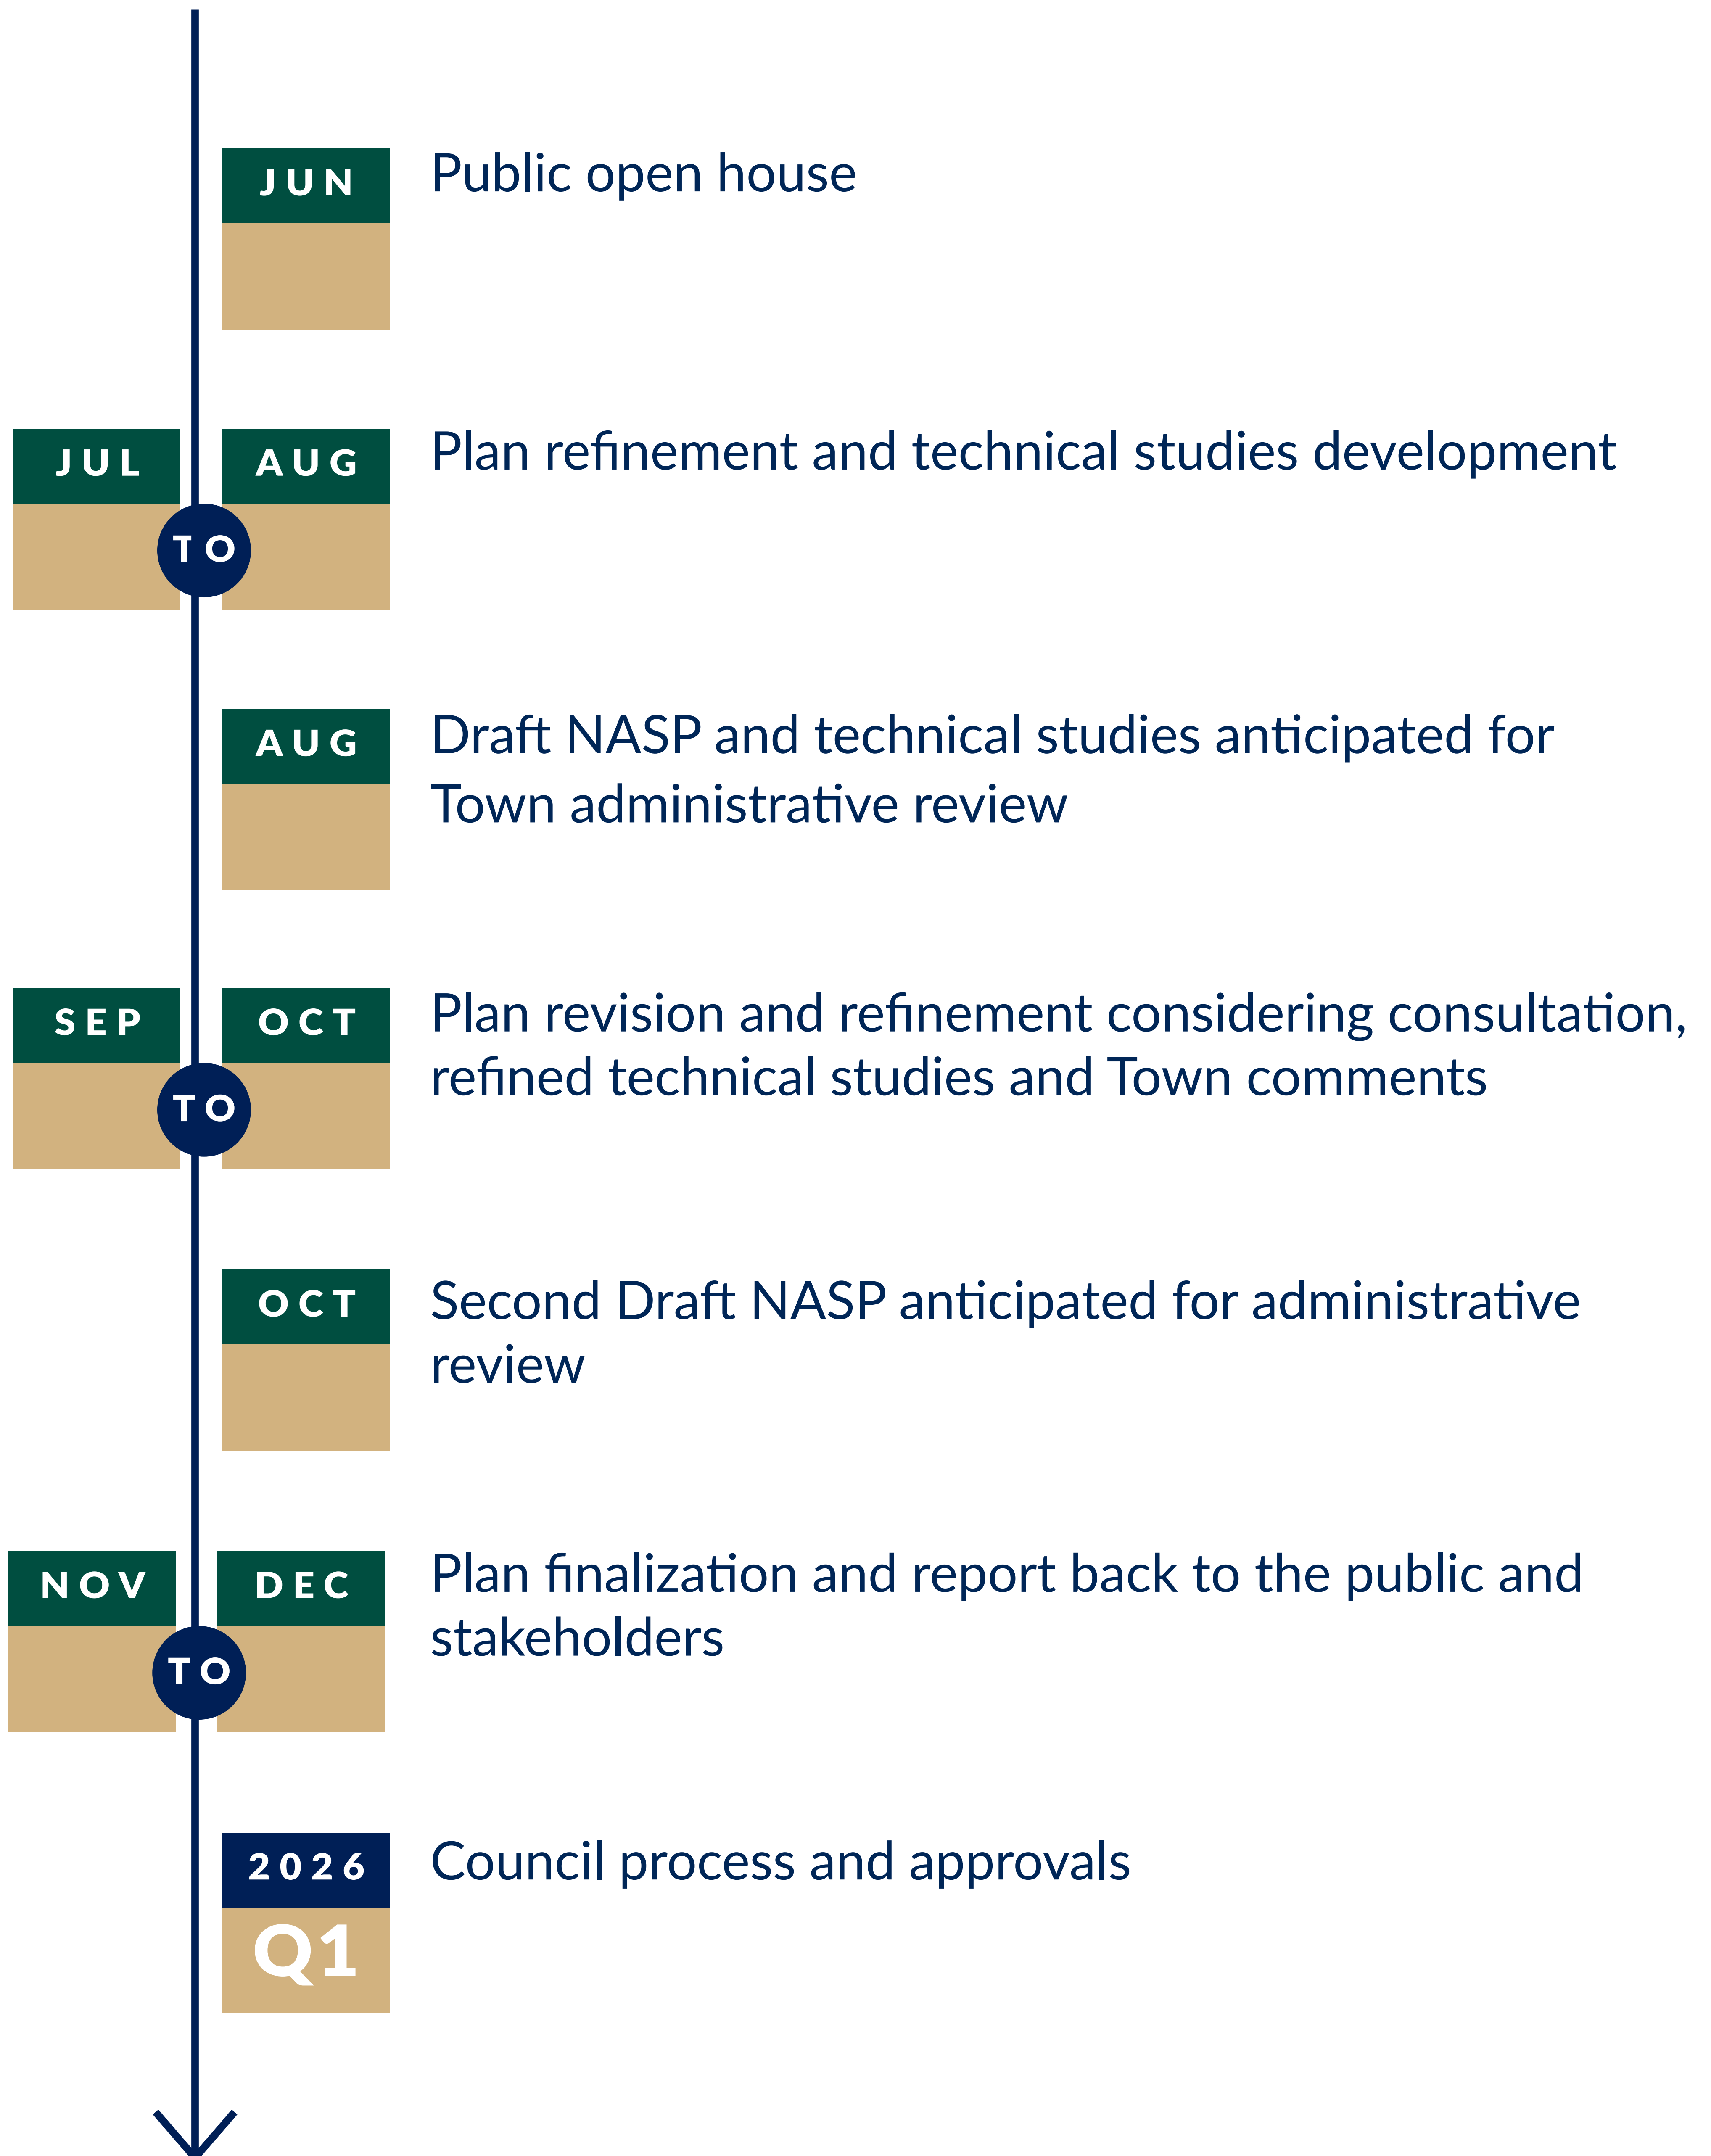 JUN
Public open house
JUL TO AUG
Plan refinement and technical studies development
AUG
Draft NASP and technical studies anticipated for
Town administrative review
SEP TO OCT
Plan revision and refinement considering consultation,
refined technical studies and Town comments
OCT
Second Draft NASP anticipated for administrative
review
NOV TO DEC
Plan finalization and report back to the public and
stakeholders
2026
Q1
Council process and approvals